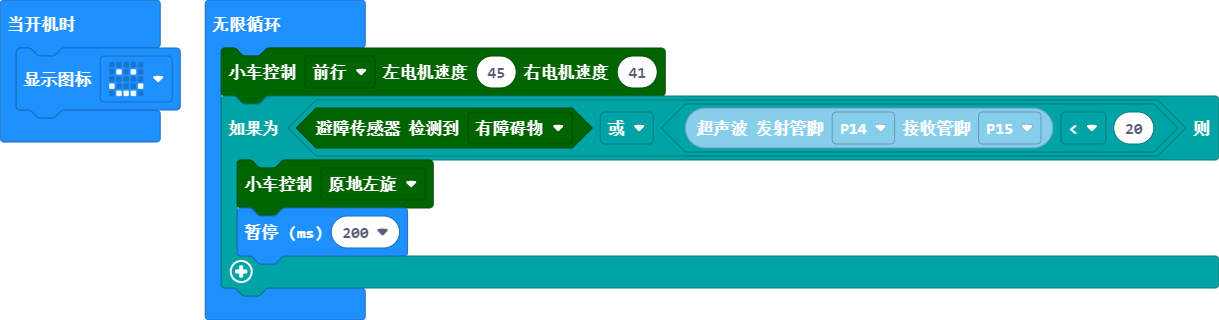 当开机时
显示图标
无限循环
小车控制 前行 左电机速度 45 右电机速度 41
如果为 避障传感器 检测到 有障碍物 或 超声波 发射管脚 P14 接收管脚 P15 < 20 则
小车控制 原地左旋
暂停 (ms) 200